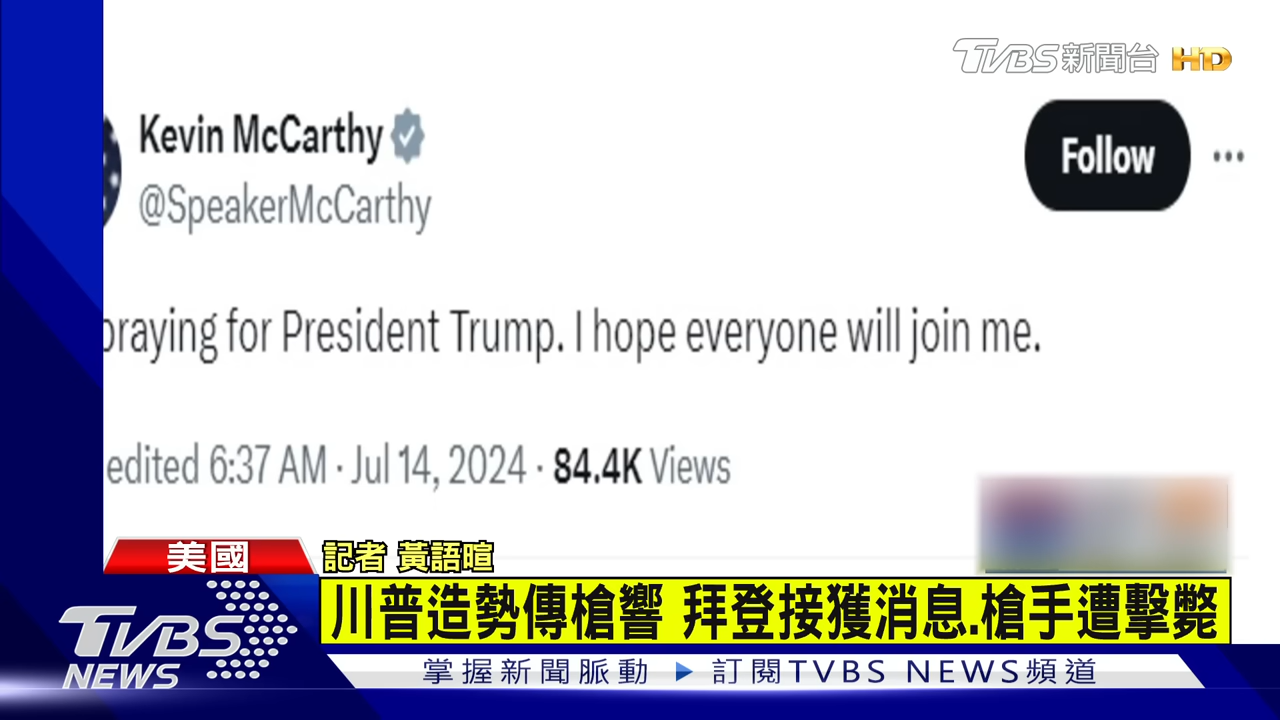 TVBS新聞台 HD
Kevin McCarthy
@SpeakerMcCarthy
Follow
praying for President Trump. I hope everyone will join me.
edited 6:37 AM · Jul 14, 2024 · 84.4K Views
美國
記者 黃語暄
川普造勢傳槍響 拜登接獲消息.槍手遭擊斃
TVBS
NEWS
掌握新聞脈動 ▶ 訂閱TVBS NEWS頻道